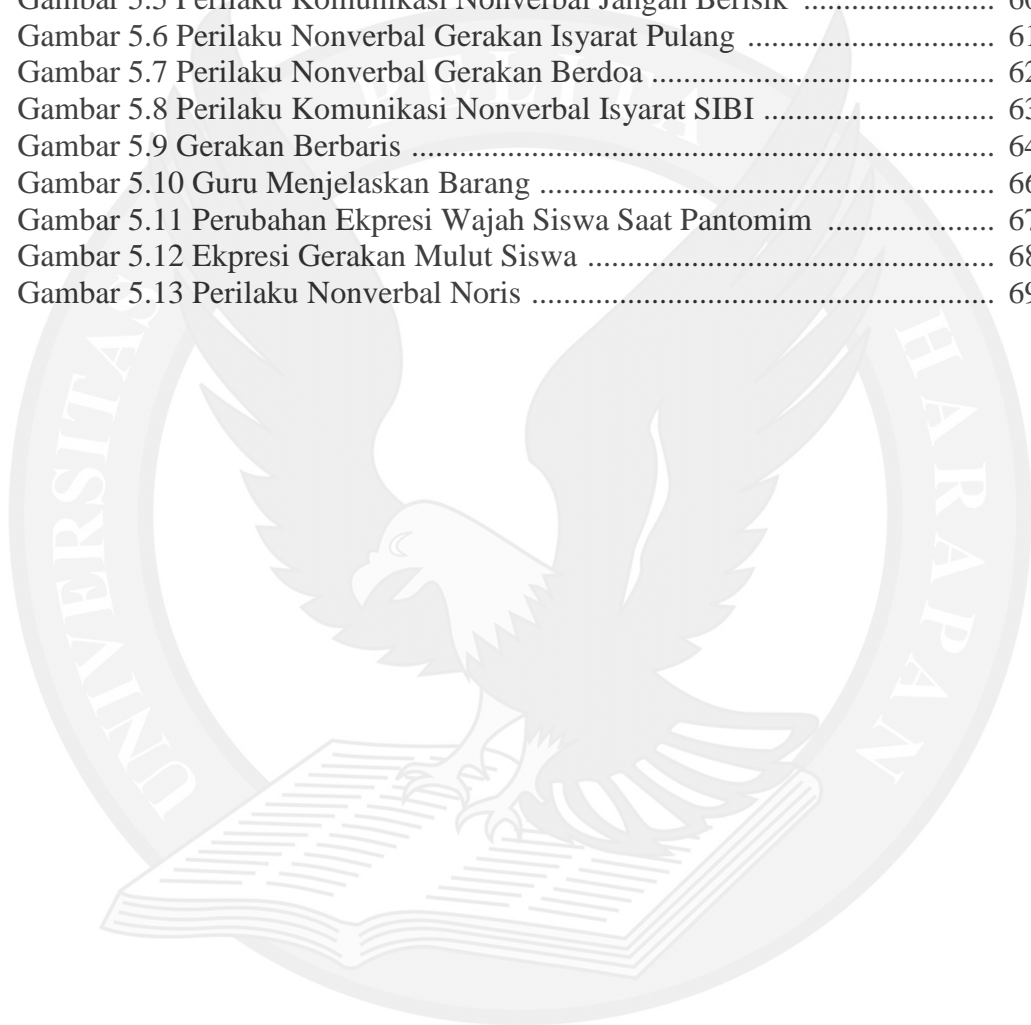 Gambar 5.5 Perilaku Komunikasi Nonverbal Jangan Berisik ........................ 60
Gambar 5.6 Perilaku Nonverbal Gerakan Isyarat Pulang ............................... 61
Gambar 5.7 Perilaku Nonverbal Gerakan Berdoa ........................................... 62
Gambar 5.8 Perilaku Komunikasi Nonverbal Isyarat SIBI ............................. 63
Gambar 5.9 Gerakan Berbaris ......................................................................... 64
Gambar 5.10 Guru Menjelaskan Barang ......................................................... 66
Gambar 5.11 Perubahan Ekpresi Wajah Siswa Saat Pantomim ..................... 67
Gambar 5.12 Ekpresi Gerakan Mulut Siswa ................................................... 68
Gambar 5.13 Perilaku Nonverbal Noris .......................................................... 69
UNIVERSITAS PELITA HARAPAN